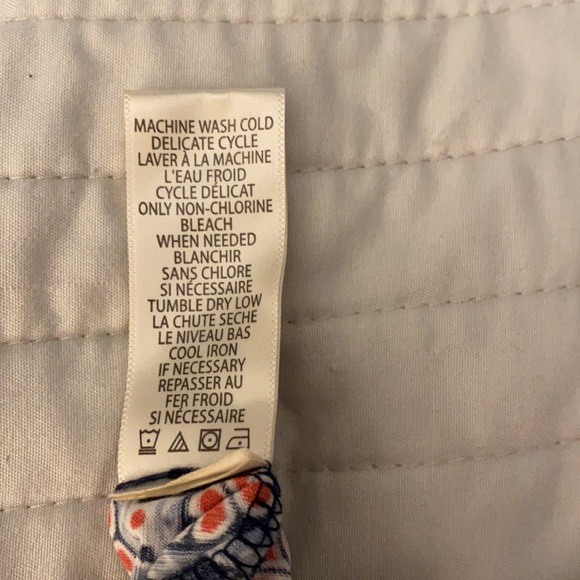 MACHINE WASH COLD
DELICATE CYCLE
LAVER À LA MACHINE
L'EAU FROID
CYCLE DÉLICAT
ONLY NON-CHLORINE
BLEACH
WHEN NEEDED
BLANCHIR
SANS CHLORE
SI NÉCESSAIRE
TUMBLE DRY LOW
LA CHUTE SECHE
LE NIVEAU BAS
COOL IRON
IF NECESSARY
REPASSER AU
FER FROID
SI NÉCESSAIRE